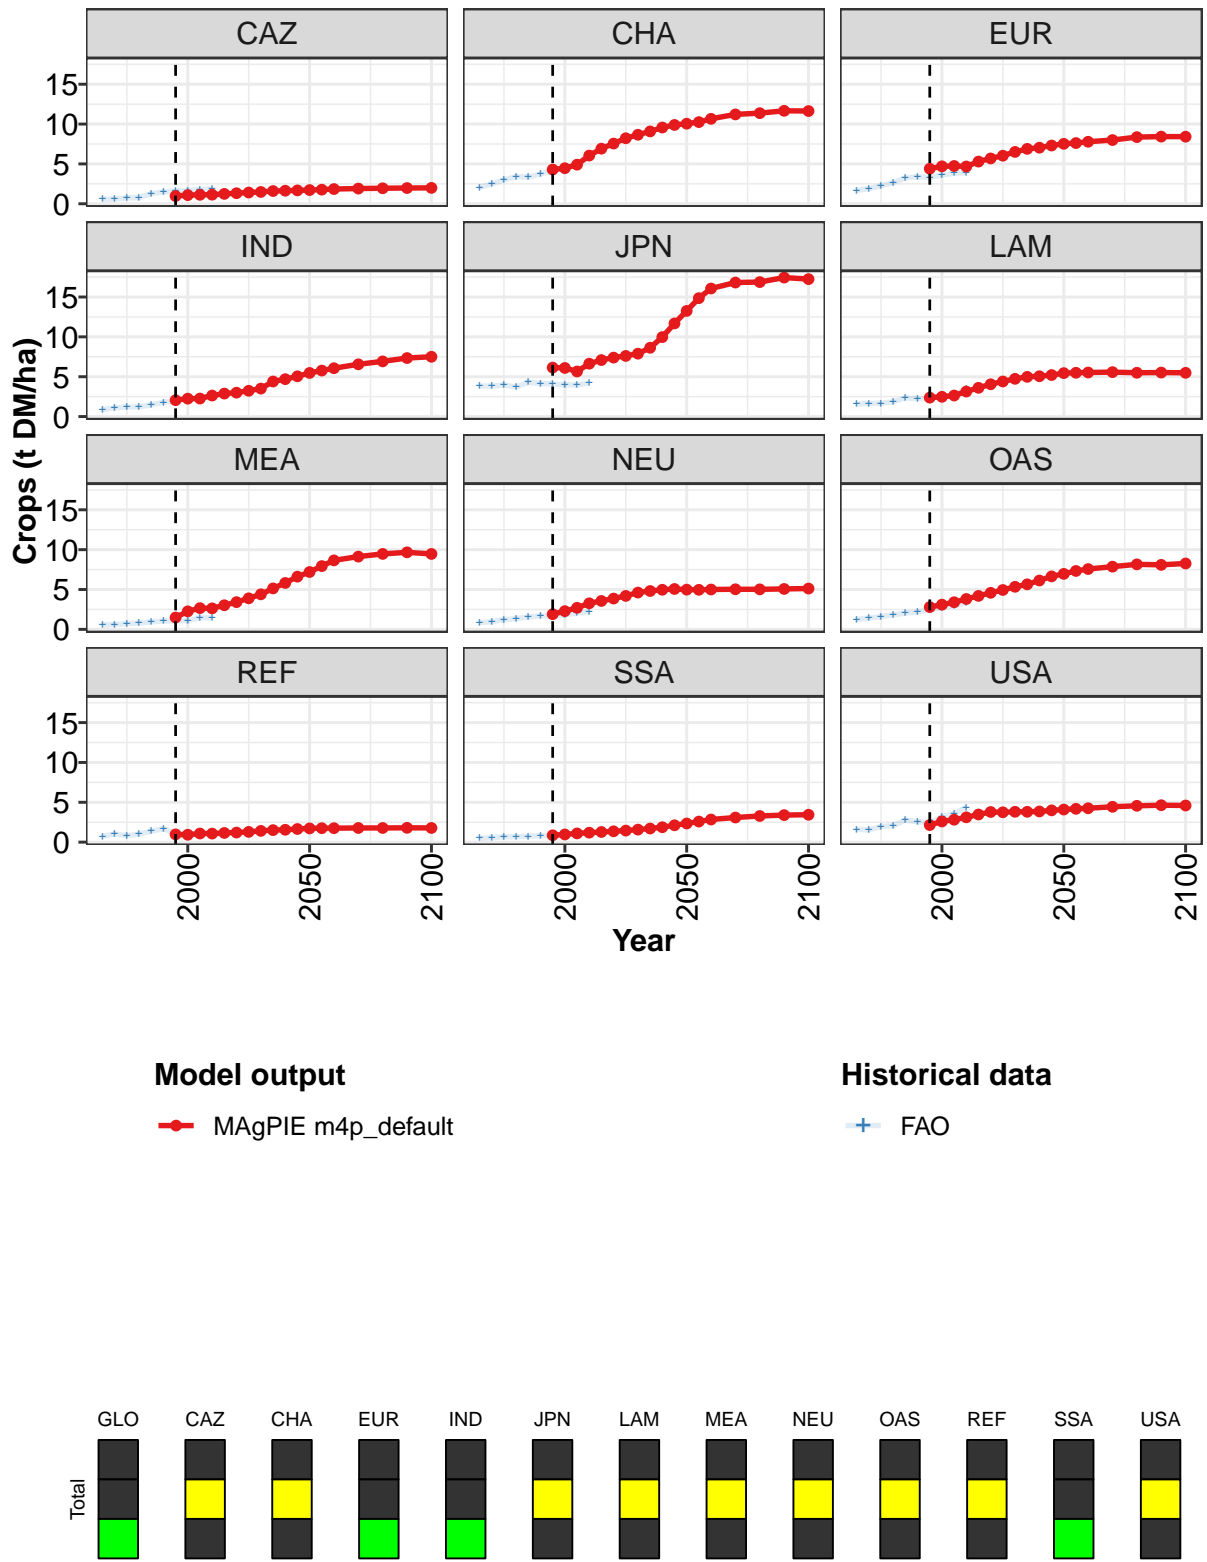 CAZ CHA EUR
15
10
5
0
IND JPN LAM
15
10
5
0
MEA NEU OAS
15
10
5
0
REF SSA USA
15
10
5
0
2000 2050 2100 2000 2050 2100 2000 2050 2100
Crops (t DM/ha)
Year
Model output
MAgPIE m4p_default
Historical data
FAO
GLO CAZ CHA EUR IND JPN LAM MEA NEU OAS REF SSA USA
Total